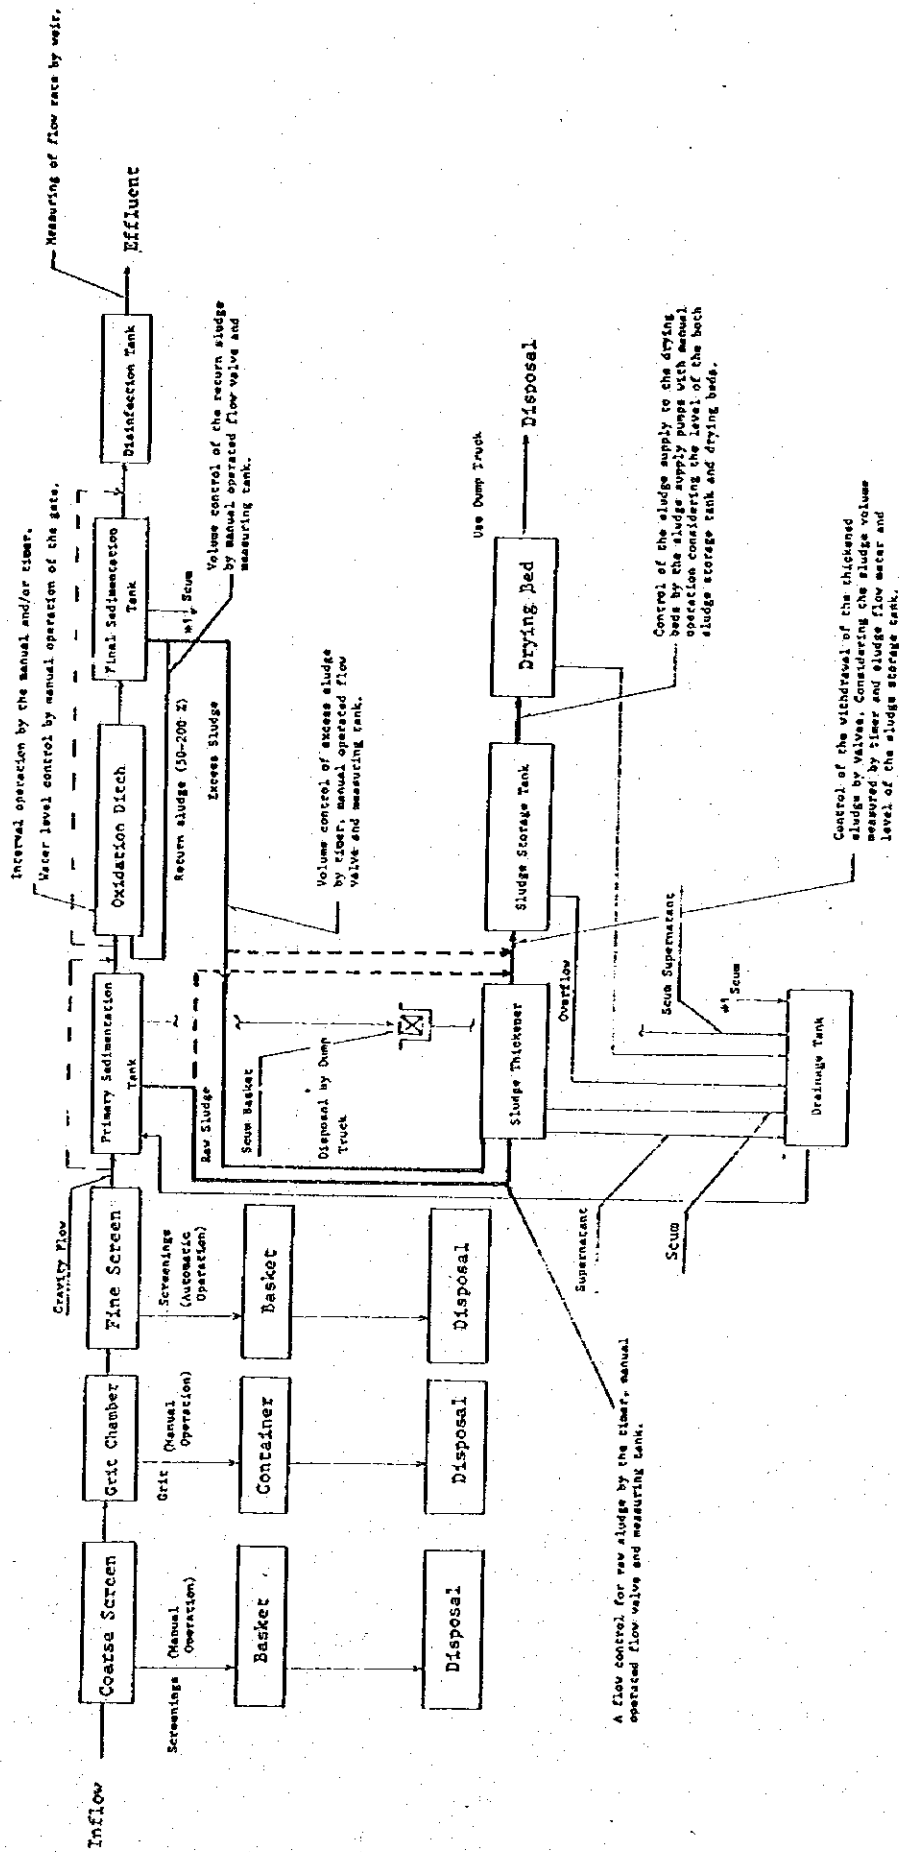 Measuring of flow rate by weir.
Interval operation by the manual and/or timer.
Water level control by manual operation of the gate.
Cravity Flow
Inflow
Coarse Screen
Grit Chamber
Fine Screen
Primary Sedimentation
Tank
Oxidation Ditch
Final Sedimentation
Tank
Disinfection Tank
Effluent
Screenings (Manual
Operation)
Grit (Manual
Operation)
Screenings
(Automatic
Operation)
Return sludge (50-200 %)
#1 Scum
Excess Sludge
Raw Sludge
Volume control of the return sludge
by manual operated flow valve and
measuring tank.
Basket
Container
Basket
Scum Basket
Disposal by Dump
Truck
Volume control of excess sludge
by timer, manual operated flow
valve and measuring tank.
Disposal
Disposal
Disposal
Sludge Thickener
Sludge Storage Tank
Drying Bed
Use Dump Truck
Disposal
Overflow
Supernatant
Scum
Scum Supernatant
#1 Scum
Drainage Tank
Control of the sludge supply to the drying
beds by the sludge supply pumps with manual
operation considering the level of the both
sludge storage tank and drying beds.
A flow control for raw sludge by the timer, manual
operated flow valve and measuring tank.
Control of the withdraval of the thickened
sludge by valves. Considering the sludge volume
measured by timer and sludge flow meter and
level of the sludge storage tank.